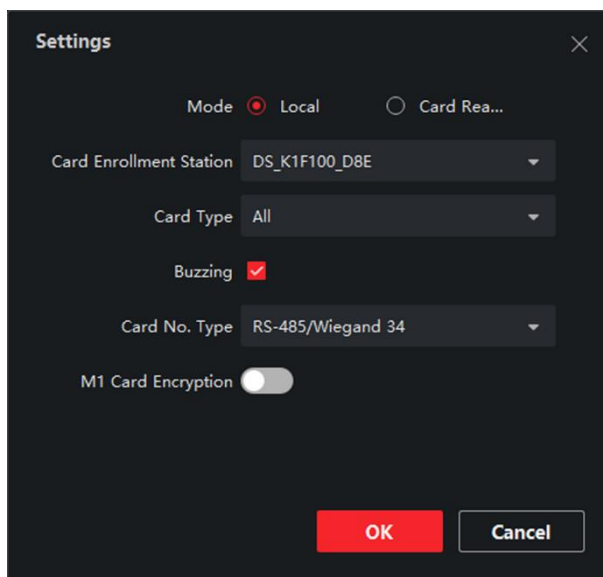 Settings
Mode Local Card Rea...
Card Enrollment Station DS_K1F100_D8E
Card Type All
Buzzing
Card No. Type RS-485/Wiegand 34
M1 Card Encryption
OK Cancel